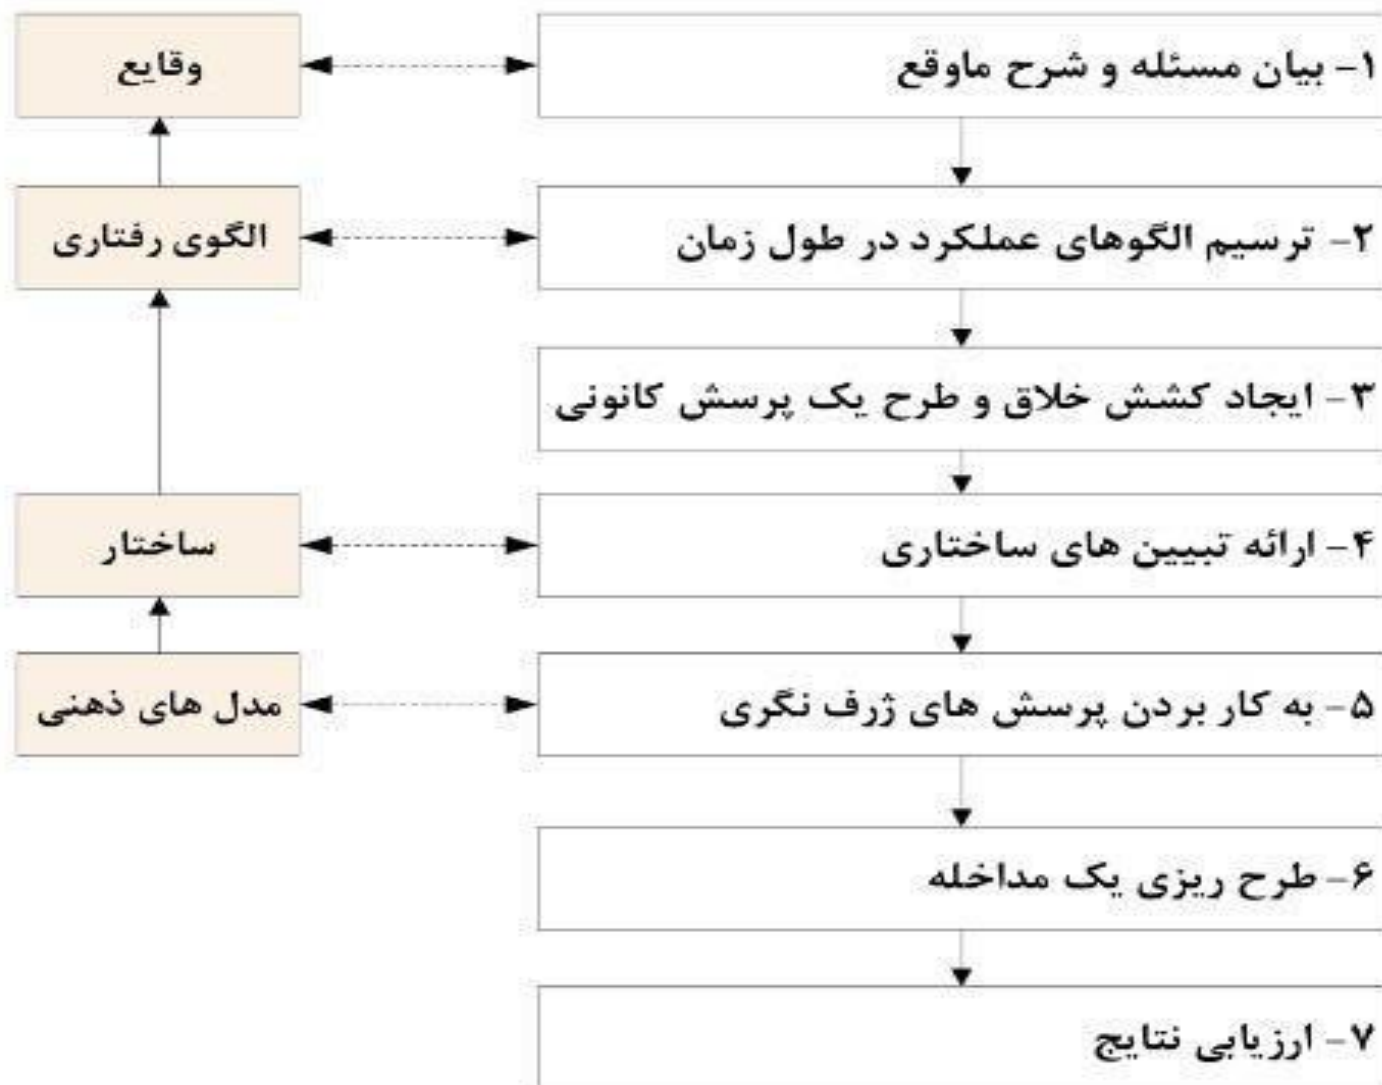 ۱- بیان مسئله و شرح ماوقع
وقایع
۲- ترسیم الگوهای عملکرد در طول زمان
الگوی رفتاری
۳- ایجاد کشش خلاق و طرح یک پرسش کانونی
۴- ارائه تبیین های ساختاری
ساختار
۵- به کار بردن پرسش های ژرف نگری
مدل های ذهنی
۶- طرح ریزی یک مداخله
۷- ارزیابی نتایج